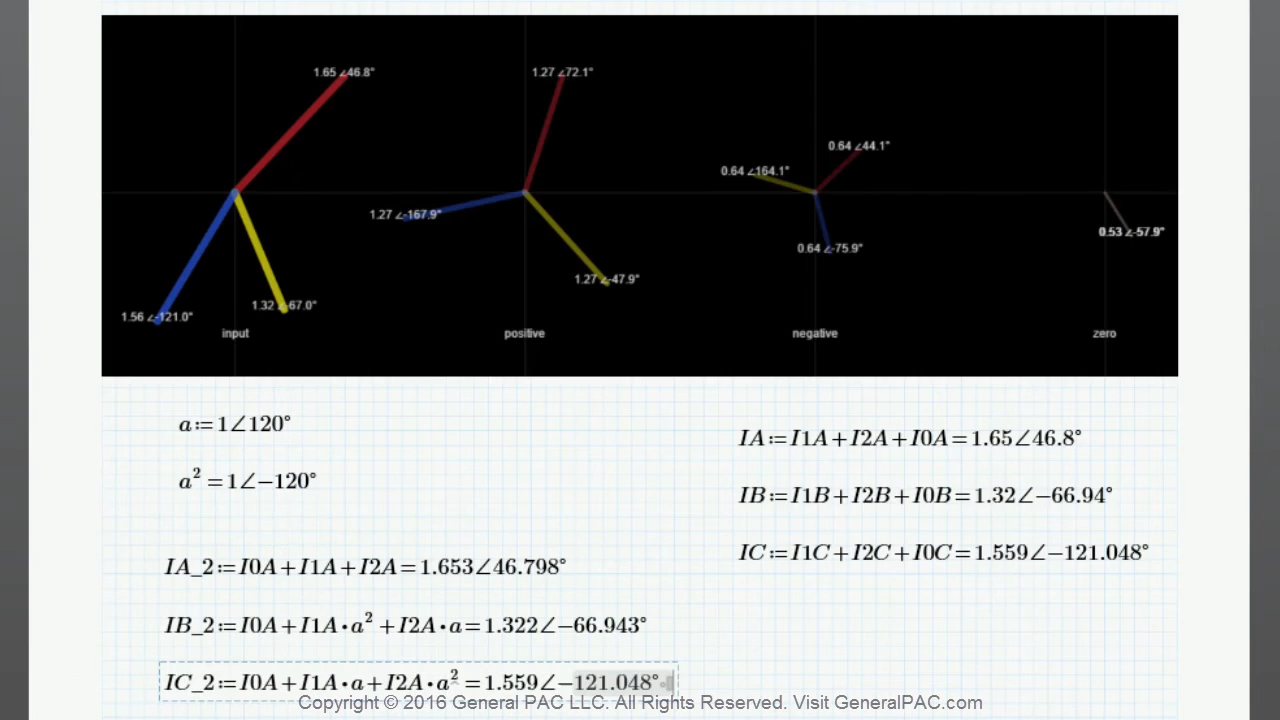 1.65 ∠46.8°
1.27 ∠72.1°
0.64 ∠44.1°
0.64 ∠164.1°
1.27 ∠-167.9°
0.64 ∠-75.9°
0.53 ∠-57.9°
1.27 ∠-47.9°
1.56 ∠-121.0°
1.32 ∠-67.0°
input
positive
negative
zero
a:=1∠120°
a²=1∠−120°
IA:=I1A+I2A+I0A=1.65∠46.8°
IB:=I1B+I2B+I0B=1.32∠−66.94°
IC:=I1C+I2C+I0C=1.559∠−121.048°
IA_2:=I0A+I1A+I2A=1.653∠46.798°
IB_2:=I0A+I1A•a²+I2A•a=1.322∠−66.943°
IC_2:=I0A+I1A•a+I2A•a²=1.559∠−121.048°
Copyright © 2016 General PAC LLC. All Rights Reserved. Visit GeneralPAC.com